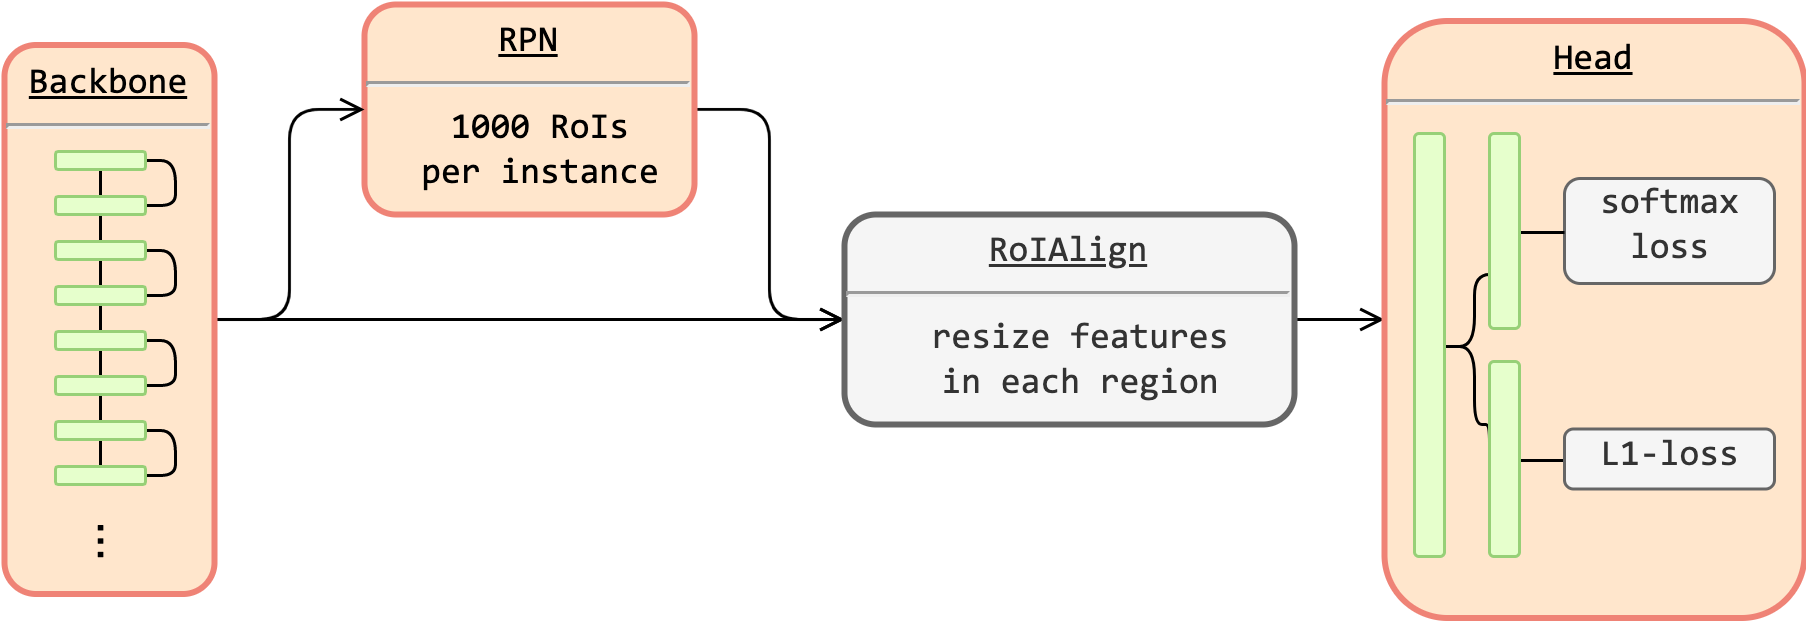 Backbone
RPN
1000 RoIs
per instance
RoIAlign
resize features
in each region
Head
softmax
loss
L1-loss